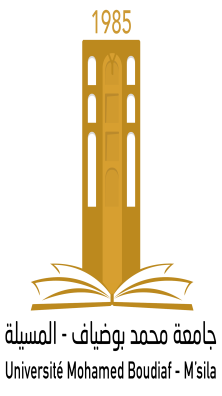 1985
جامعة محمد بوضياف - المسيلة
Université Mohamed Boudiaf - M'sila